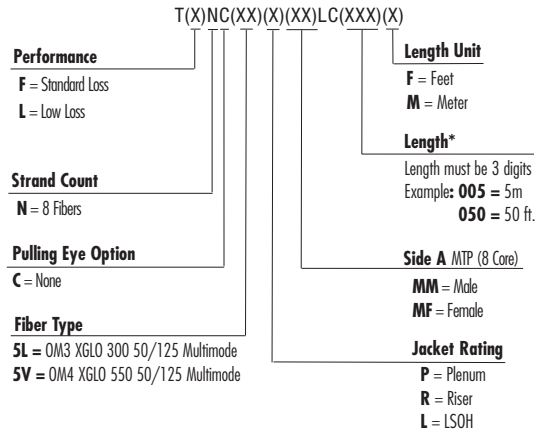 T(X)NC(XX)(X)(XX)LC(XXX)(X)
Performance
F = Standard Loss
L = Low Loss
Strand Count
N = 8 Fibers
Pulling Eye Option
C = None
Fiber Type
5L = OM3 XGLO 300 50/125 Multimode
5V = OM4 XGLO 550 50/125 Multimode
Length Unit
F = Feet
M = Meter
Length*
Length must be 3 digits
Example: 005 = 5m
050 = 50 ft.
Side A MTP (8 Core)
MM = Male
MF = Female
Jacket Rating
P = Plenum
R = Riser
L = LSOH